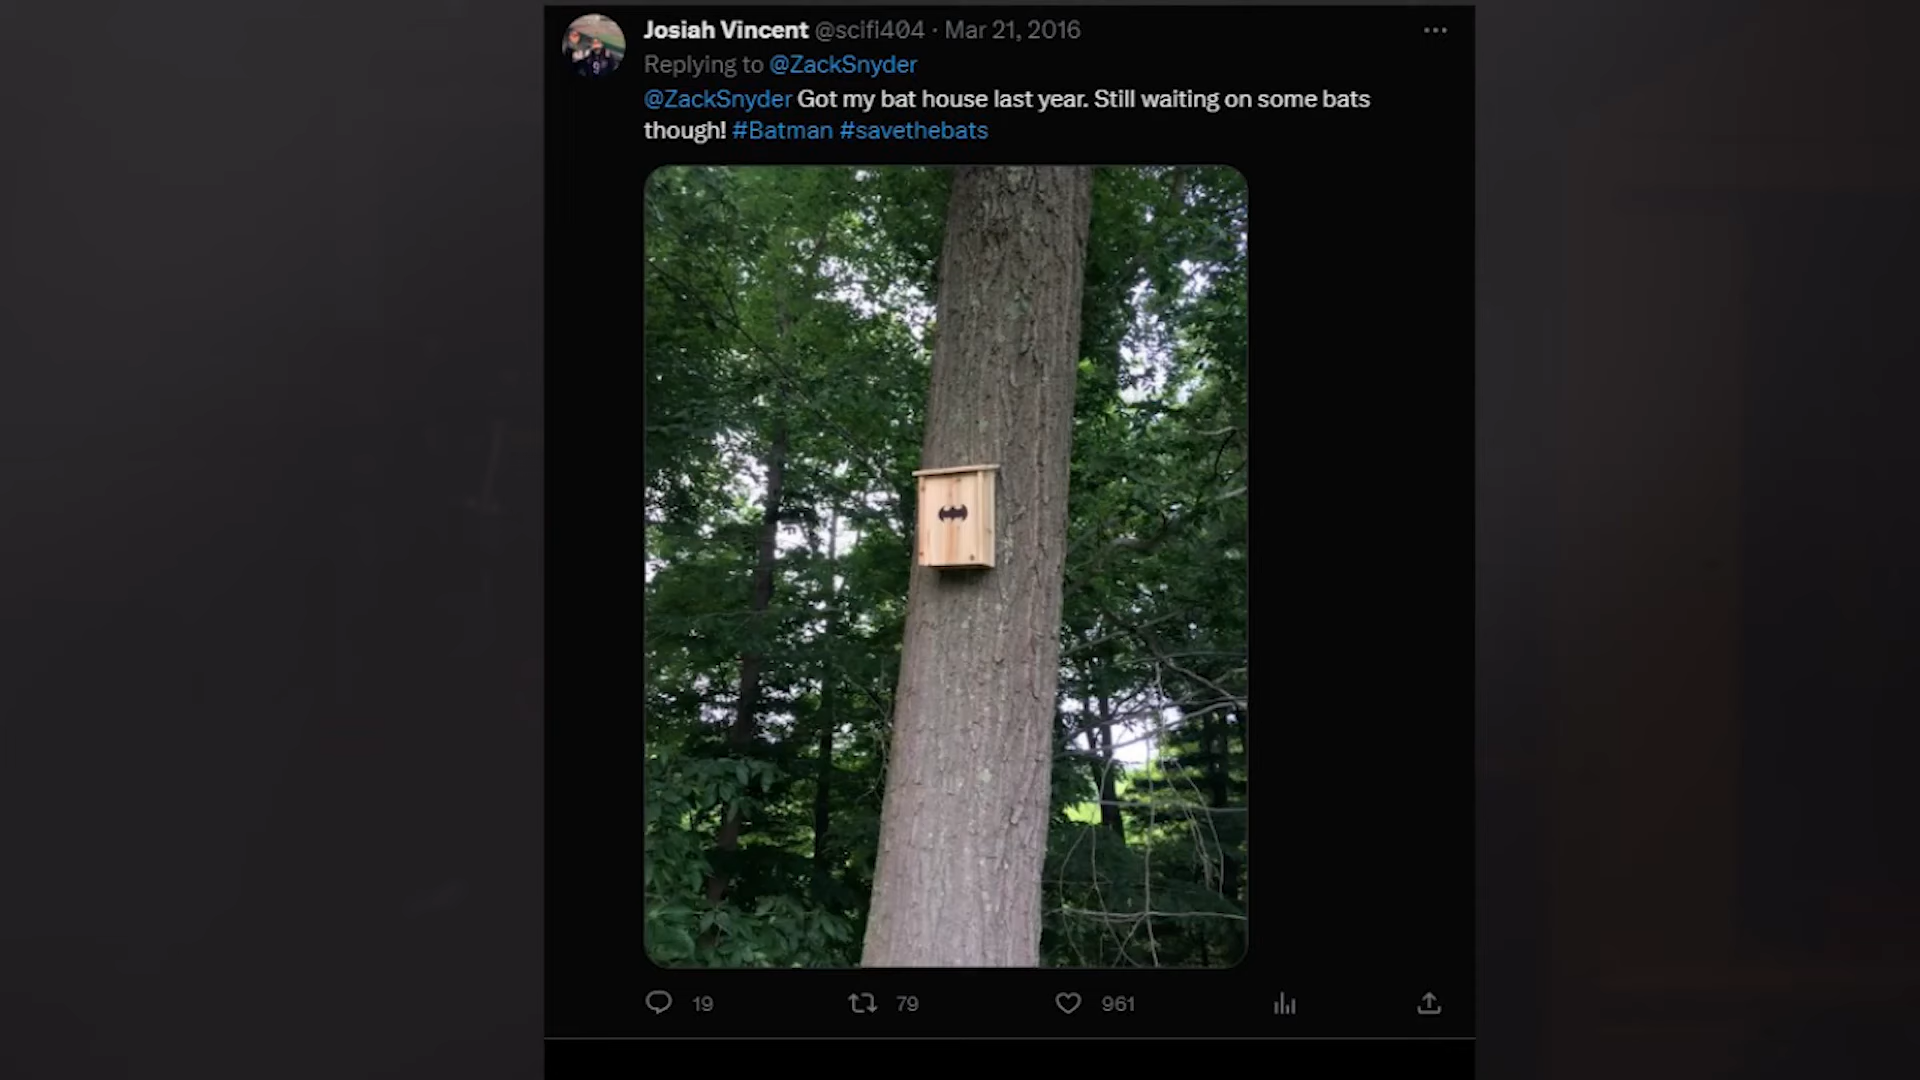 Josiah Vincent @scifi404 · Mar 21, 2016
Replying to @ZackSnyder
@ZackSnyder Got my bat house last year. Still waiting on some bats
though! #Batman #savethebats
19 79 961